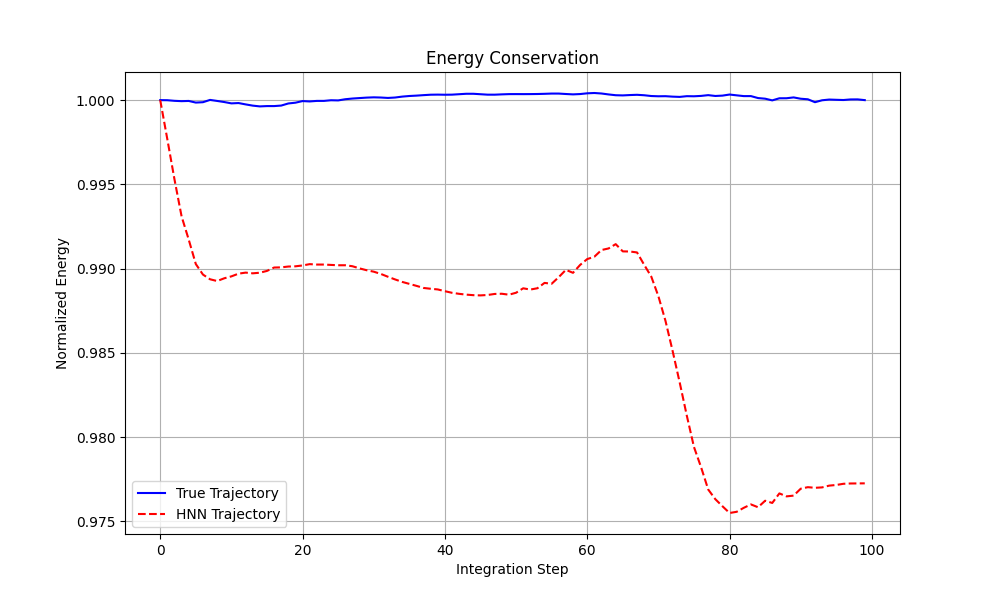 Energy Conservation
Normalized Energy
1.000
0.995
0.990
0.985
0.980
0.975
True Trajectory
HNN Trajectory
0 20 40 60 80 100
Integration Step